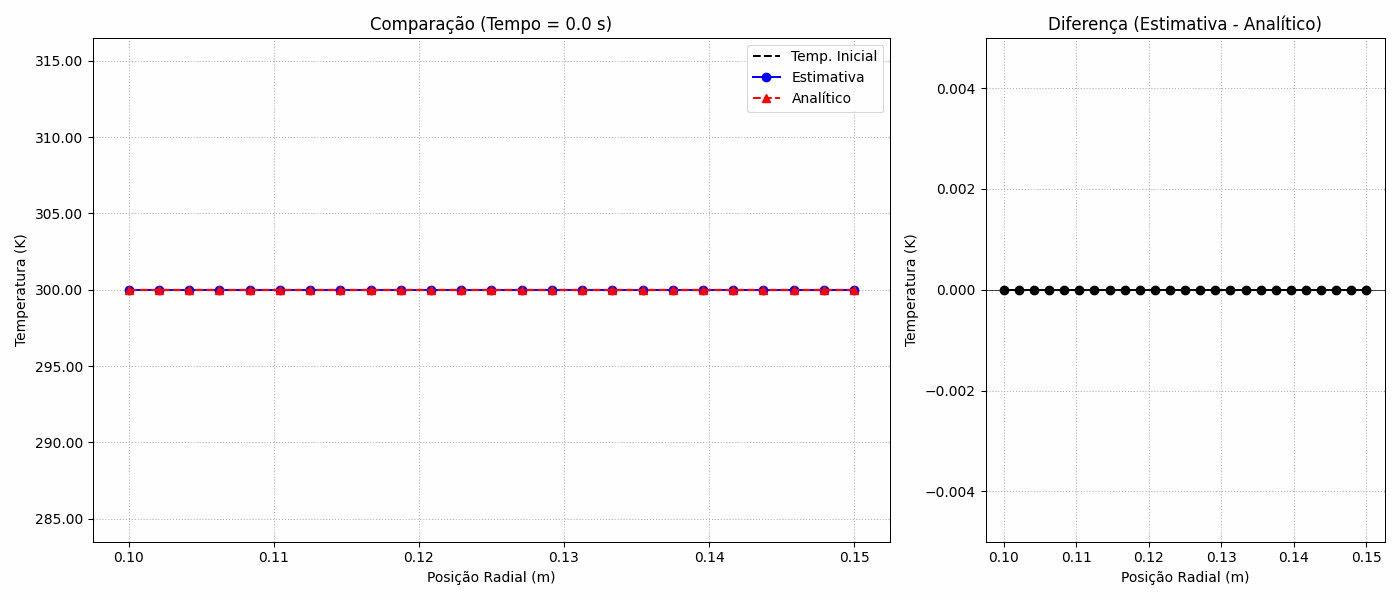 Comparação (Tempo = 0.0 s)
Temp. Inicial
Estimativa
Analítico
Temperatura (K)
315.00
310.00
305.00
300.00
295.00
290.00
285.00
0.10 0.11 0.12 0.13 0.14 0.15
Posição Radial (m)
Diferença (Estimativa - Analítico)
Temperatura (K)
0.004
0.002
0.000
−0.002
−0.004
0.10 0.11 0.12 0.13 0.14 0.15
Posição Radial (m)